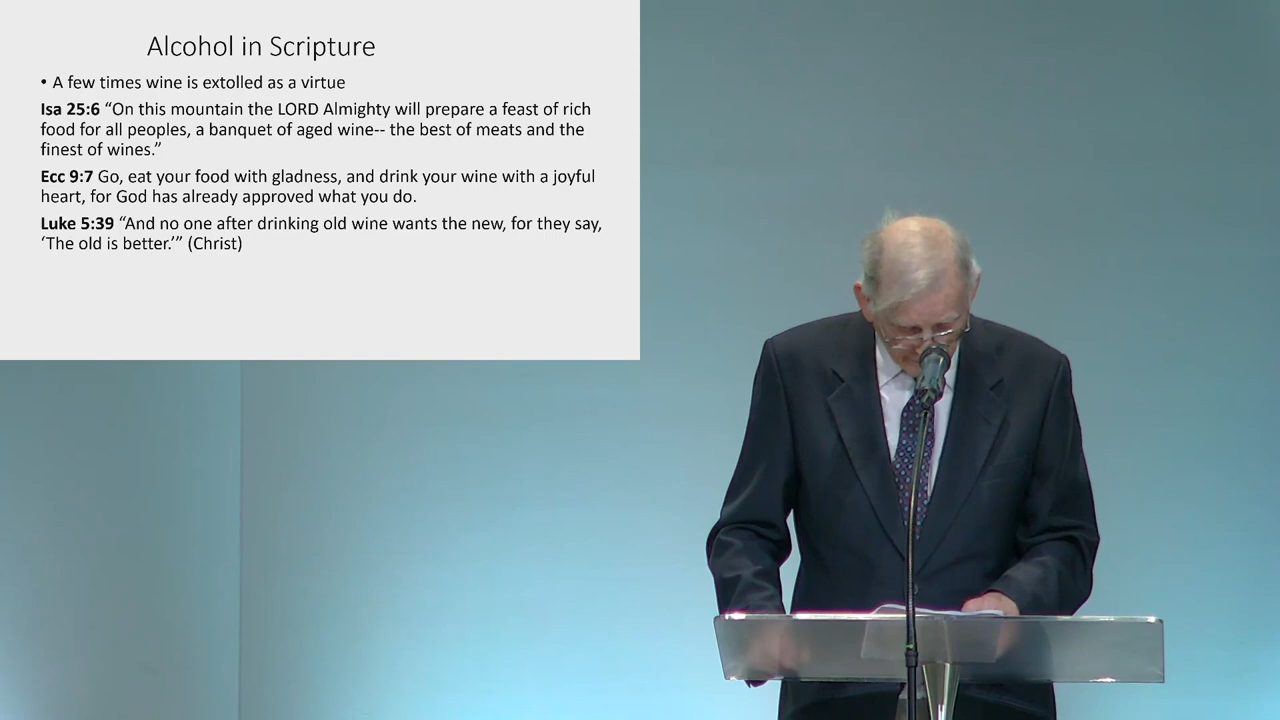 Alcohol in Scripture
• A few times wine is extolled as a virtue
Isa 25:6 “On this mountain the LORD Almighty will prepare a feast of rich
food for all peoples, a banquet of aged wine-- the best of meats and the
finest of wines.”
Ecc 9:7 Go, eat your food with gladness, and drink your wine with a joyful
heart, for God has already approved what you do.
Luke 5:39 “And no one after drinking old wine wants the new, for they say,
‘The old is better.’” (Christ)